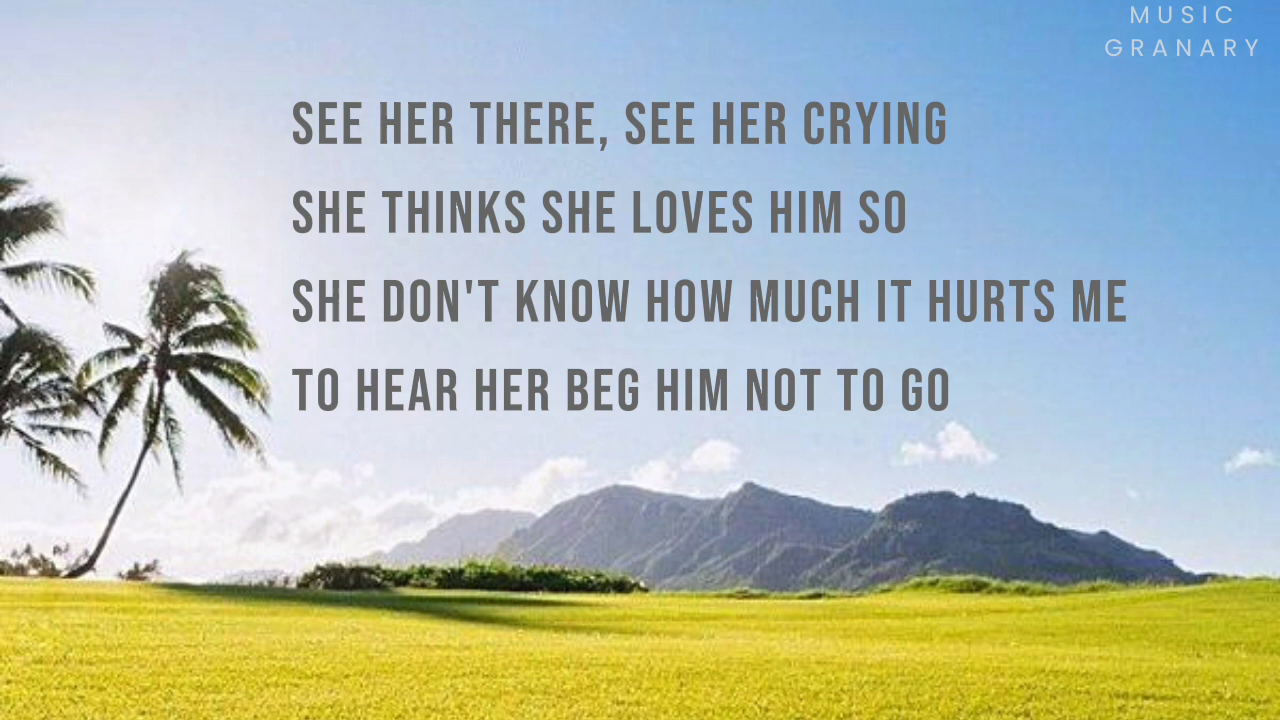 MUSIC
GRANARY
SEE HER THERE, SEE HER CRYING
SHE THINKS SHE LOVES HIM SO
SHE DON'T KNOW HOW MUCH IT HURTS ME
TO HEAR HER BEG HIM NOT TO GO